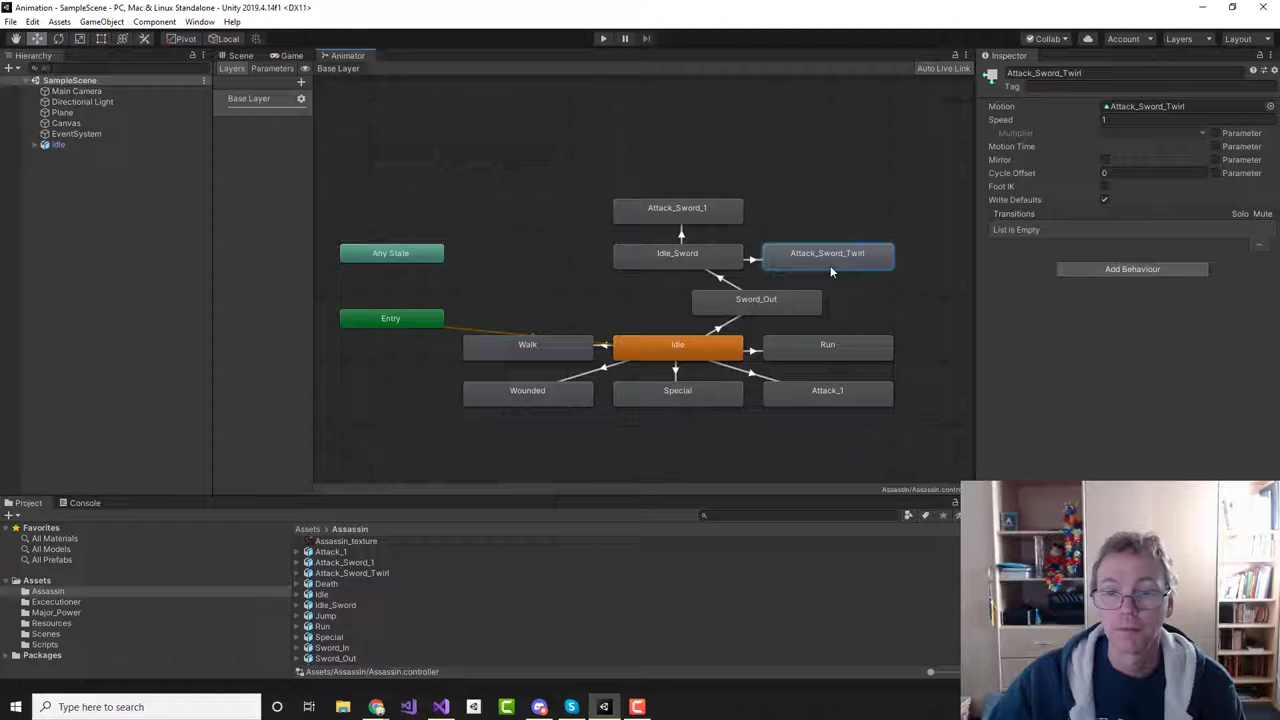 Animation - SampleScene - PC, Mac & Linux Standalone - Unity 2019.4.14f1 <DX11>
File Edit Assets GameObject Component Window Help
Pivot Local Collab Account Layers Layout
Hierarchy Scene Game Animator Inspector
All Layers Parameters Base Layer Auto Live Link
SampleScene
Main Camera
Directional Light
Plane
Canvas
EventSystem
Idle
Base Layer
Attack_Sword_Twirl
Tag
Motion Attack_Sword_Twirl
Speed 1
Multiplier Parameter
Motion Time Parameter
Mirror Parameter
Cycle Offset 0 Parameter
Foot IK
Write Defaults
Transitions Solo Mute
List is Empty
Add Behaviour
Attack_Sword_1
Any State Idle_Sword Attack_Sword_Twirl
Sword_Out
Entry
Walk Idle Run
Wounded Special Attack_1
Assassin/Assassin.controller
Project Console
Favorites
All Materials
All Models
All Prefabs
Assets
Assassin
Executioner
Major_Power
Resources
Scenes
Scripts
Packages
Assets > Assassin
Assassin_texture
Attack_1
Attack_Sword_1
Attack_Sword_Twirl
Death
Idle
Idle_Sword
Jump
Run
Special
Sword_In
Sword_Out
Assets/Assassin/Assassin.controller
Type here to search